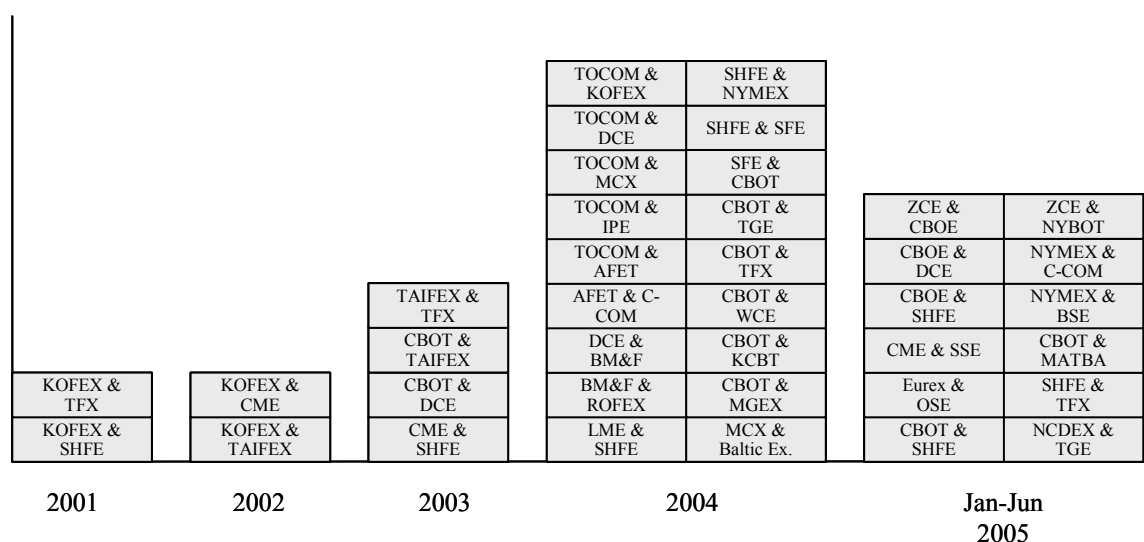 TOCOM &
KOFEX
SHFE &
NYMEX
TOCOM &
DCE
SHFE & SFE
TOCOM &
MCX
SFE &
CBOT
TOCOM &
IPE
CBOT &
TGE
ZCE &
CBOE
ZCE &
NYBOT
TOCOM &
AFET
CBOT &
TFX
CBOE &
DCE
NYMEX &
C-COM
TAIFEX &
TFX
AFET & C-
COM
CBOT &
WCE
CBOE &
SHFE
NYMEX &
BSE
CBOT &
TAIFEX
DCE &
BM&F
CBOT &
KCBT
CME & SSE
CBOT &
MATBA
KOFEX &
TFX
KOFEX &
CME
CBOT &
DCE
BM&F &
ROFEX
CBOT &
MGEX
Eurex &
OSE
SHFE &
TFX
KOFEX &
SHFE
KOFEX &
TAIFEX
CME &
SHFE
LME &
SHFE
MCX &
Baltic Ex.
CBOT &
SHFE
NCDEX &
TGE
2001
2002
2003
2004
Jan-Jun
2005